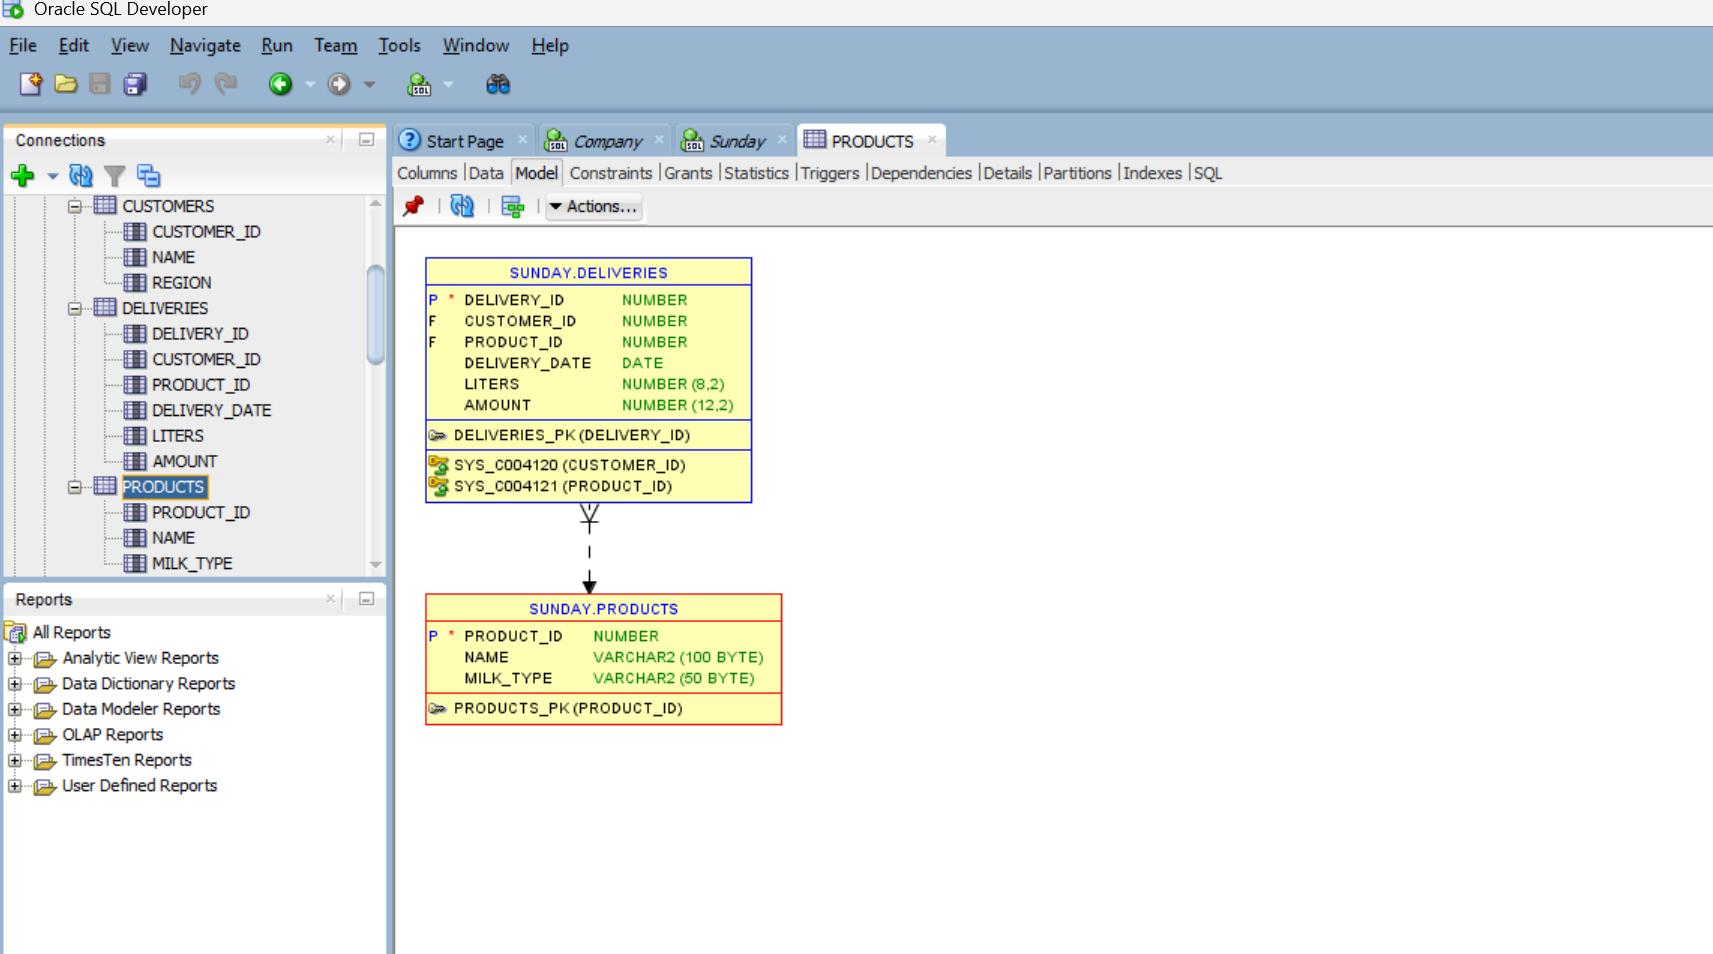 Oracle SQL Developer
File Edit View Navigate Run Team Tools Window Help
Connections
CUSTOMERS
CUSTOMER_ID
NAME
REGION
DELIVERIES
DELIVERY_ID
CUSTOMER_ID
PRODUCT_ID
DELIVERY_DATE
LITERS
AMOUNT
PRODUCTS
PRODUCT_ID
NAME
MILK_TYPE
Reports
All Reports
Analytic View Reports
Data Dictionary Reports
Data Modeler Reports
OLAP Reports
TimesTen Reports
User Defined Reports
Start Page Company Sunday PRODUCTS
Columns Data Model Constraints Grants Statistics Triggers Dependencies Details Partitions Indexes SQL
Actions...
SUNDAY.DELIVERIES
P * DELIVERY_ID NUMBER
F CUSTOMER_ID NUMBER
F PRODUCT_ID NUMBER
DELIVERY_DATE DATE
LITERS NUMBER (8,2)
AMOUNT NUMBER (12,2)
DELIVERIES_PK (DELIVERY_ID)
SYS_C004120 (CUSTOMER_ID)
SYS_C004121 (PRODUCT_ID)
SUNDAY.PRODUCTS
P * PRODUCT_ID NUMBER
NAME VARCHAR2 (100 BYTE)
MILK_TYPE VARCHAR2 (50 BYTE)
PRODUCTS_PK (PRODUCT_ID)